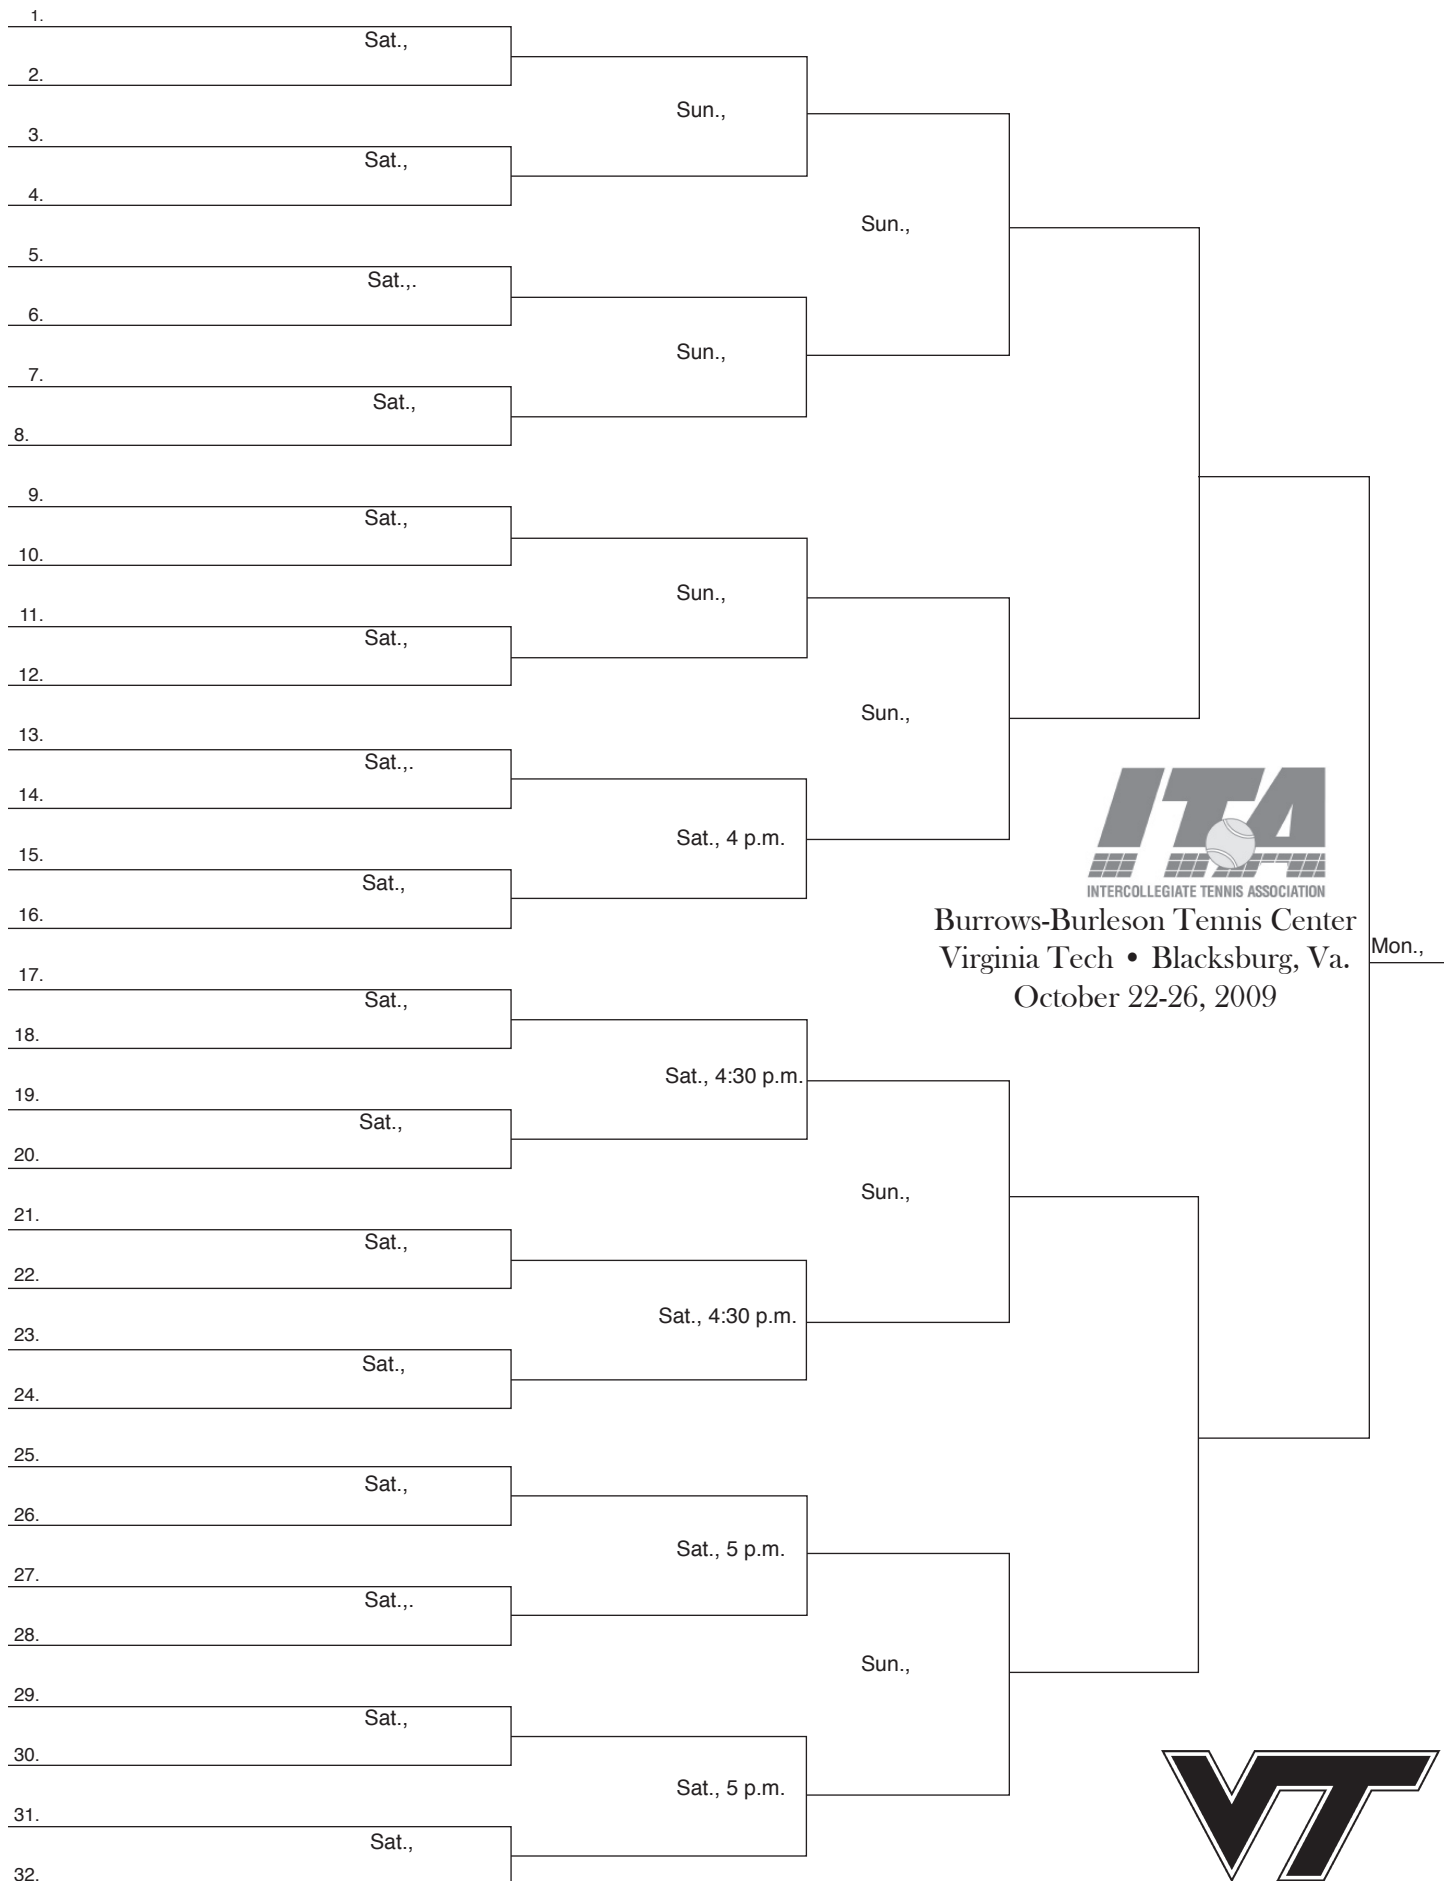 1.
Sat.,
2.
Sun.,
3.
Sat.,
4.
Sun.,
5.
Sat.,.
6.
Sun.,
7.
Sat.,
8.
9.
Sat.,
10.
Sun.,
11.
Sat.,
12.
Sun.,
13.
Sat.,.
14.
Sat., 4 p.m.
15.
Sat.,
16.
ITA
INTERCOLLEGIATE TENNIS ASSOCIATION
Burrows-Burleson Tennis Center
Virginia Tech • Blacksburg, Va.
October 22-26, 2009
Mon.,
17.
Sat.,
18.
Sat., 4:30 p.m.
19.
Sat.,
20.
Sun.,
21.
Sat.,
22.
Sat., 4:30 p.m.
23.
Sat.,
24.
25.
Sat.,
26.
Sat., 5 p.m.
27.
Sat.,.
28.
Sun.,
29.
Sat.,
30.
Sat., 5 p.m.
31.
Sat.,
32.
VT